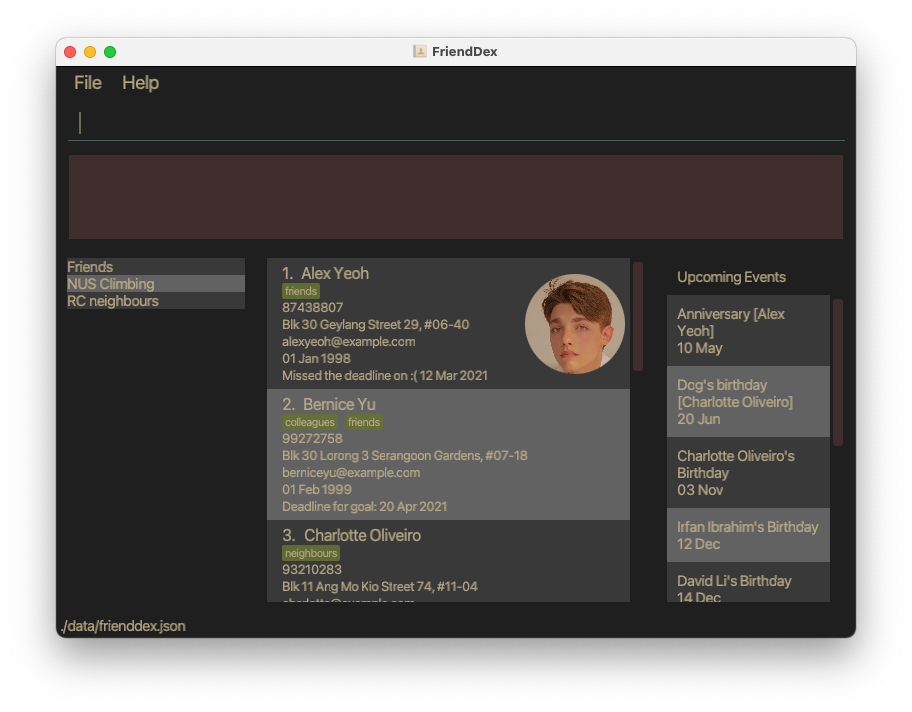 FriendDex
File Help
Friends
NUS Climbing
RC neighbours
1. Alex Yeoh
friends
87438807
Blk 30 Geylang Street 29, #06-40
alexyeoh@example.com
01 Jan 1998
Missed the deadline on :( 12 Mar 2021
2. Bernice Yu
colleagues friends
99272758
Blk 30 Lorong 3 Serangoon Gardens, #07-18
berniceyu@example.com
01 Feb 1999
Deadline for goal: 20 Apr 2021
3. Charlotte Oliveiro
neighbours
93210283
Blk 11 Ang Mo Kio Street 74, #11-04
Upcoming Events
Anniversary [Alex
Yeoh]
10 May
Dog's birthday
[Charlotte Oliveiro]
20 Jun
Charlotte Oliveiro's
Birthday
03 Nov
Irfan Ibrahim's Birthday
12 Dec
David Li's Birthday
14 Dec
./data/frienddex.json